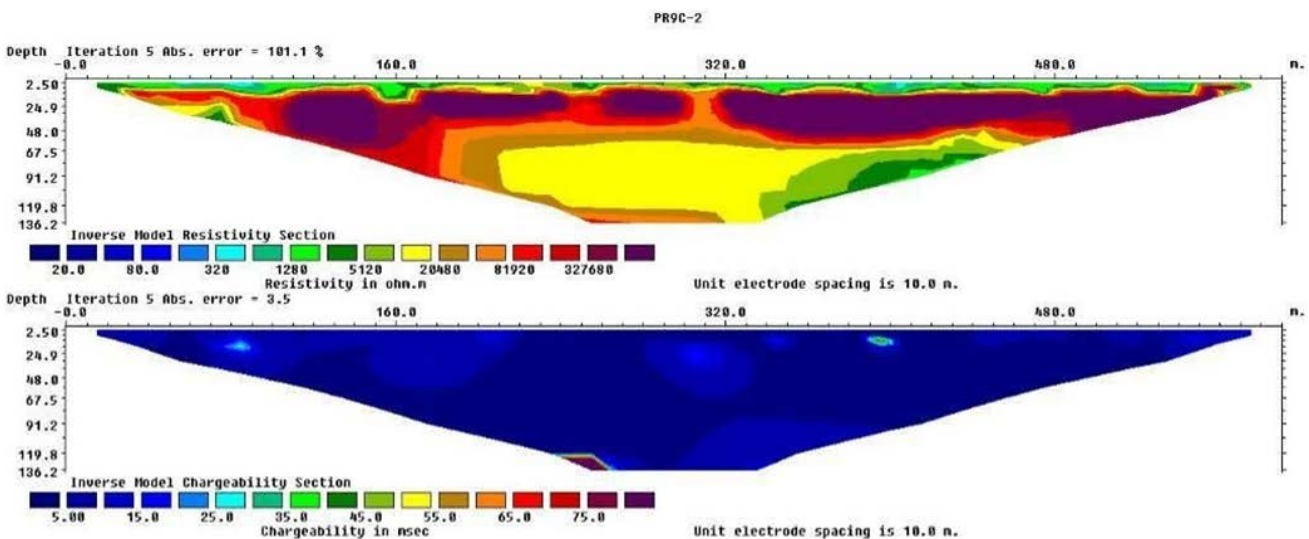 PR9C-2
Depth Iteration 5 Abs. error = 101.1 %
-0.0 160.0 320.0 480.0 m.
2.50
24.9
48.0
67.5
91.2
119.8
136.2
Inverse Model Resistivity Section
20.0 80.0 320 1280 5120 20480 81920 327680
Resistivity in ohm.m Unit electrode spacing is 10.0 m.
Depth Iteration 5 Abs. error = 3.5
-0.0 160.0 320.0 480.0 m.
2.50
24.9
48.0
67.5
91.2
119.8
136.2
Inverse Model Chargeability Section
5.00 15.0 25.0 35.0 45.0 55.0 65.0 75.0
Chargeability in msec Unit electrode spacing is 10.0 m.